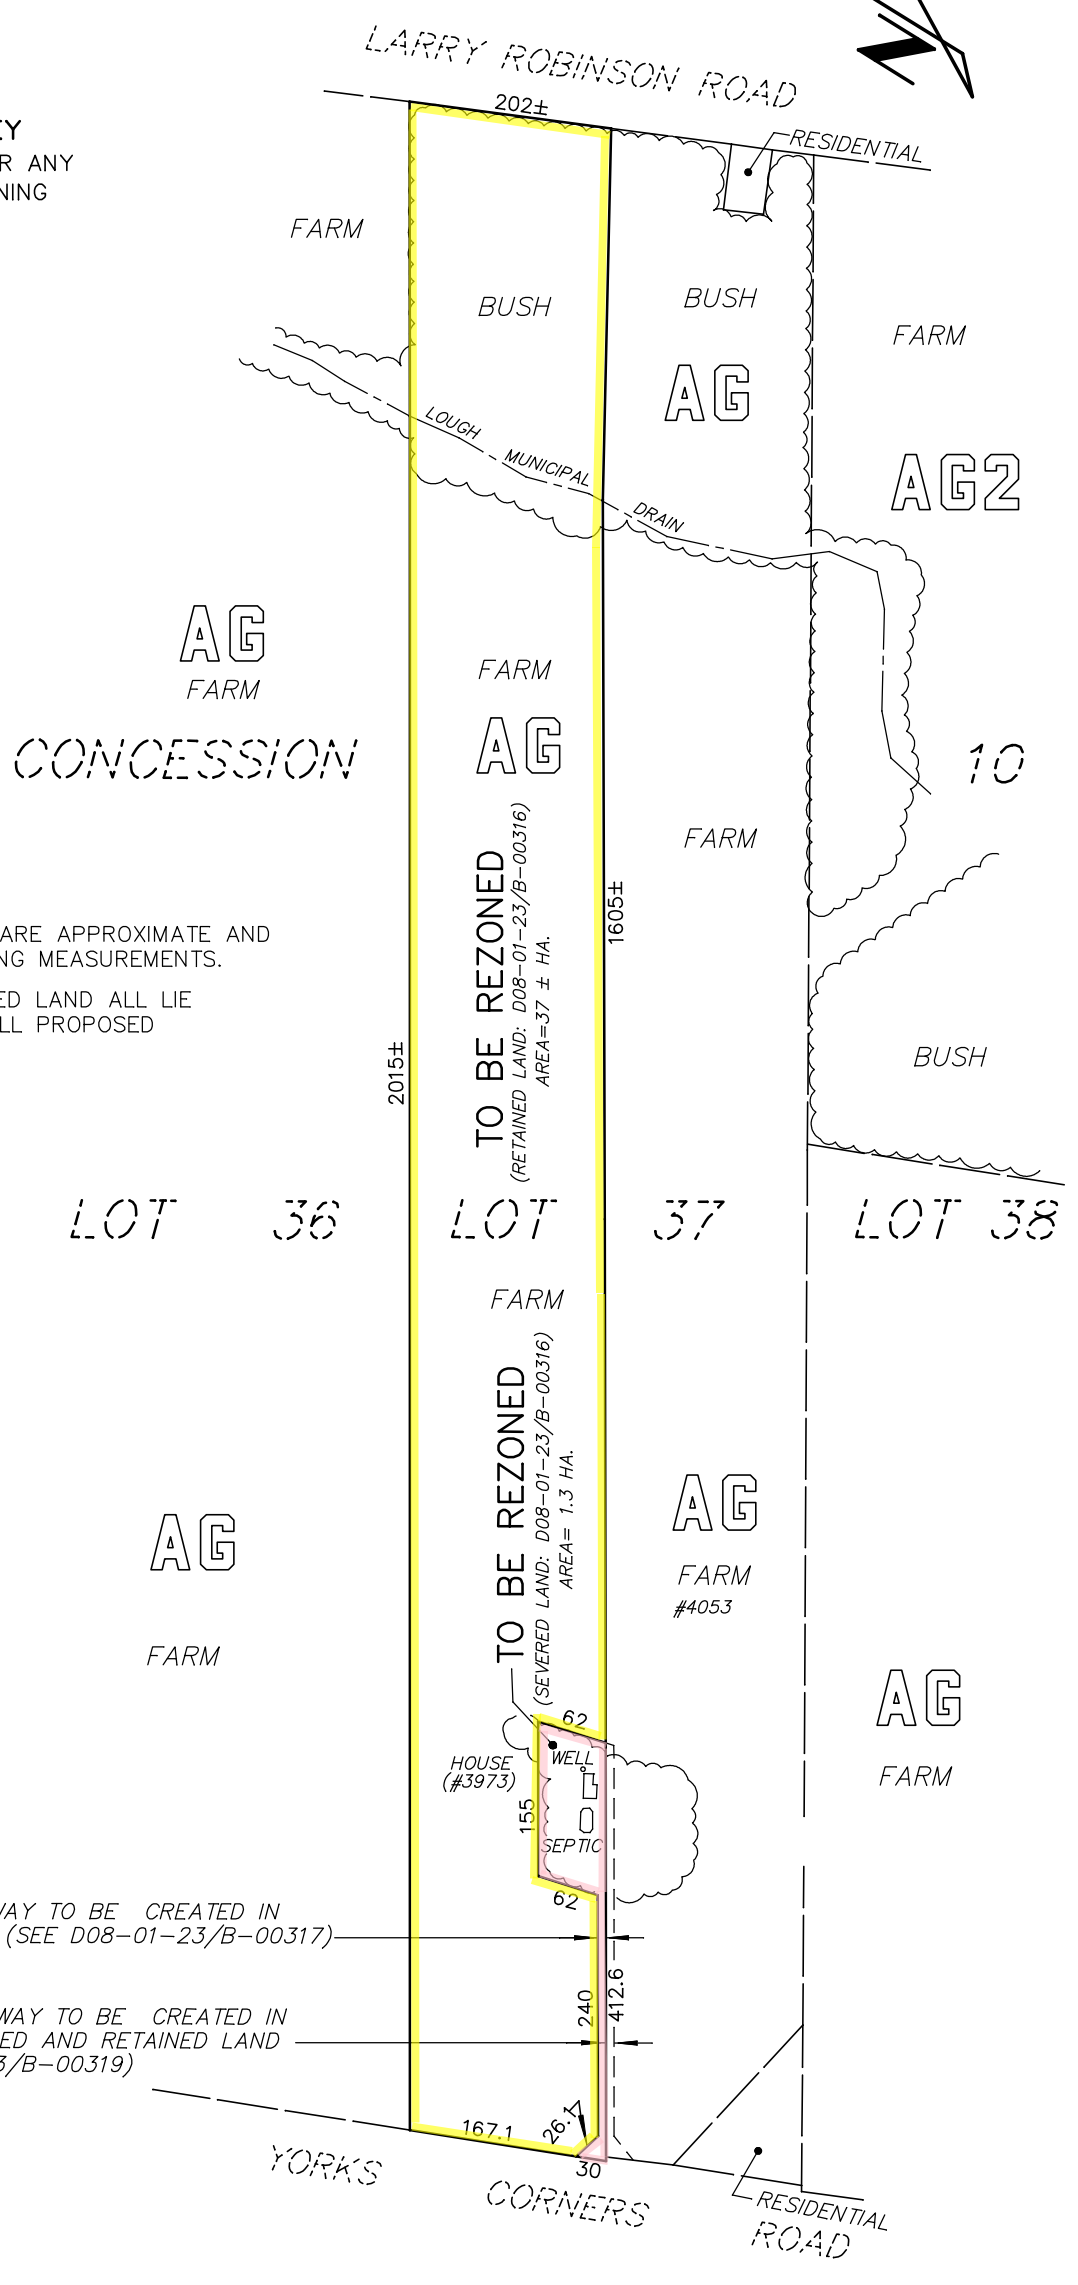 LARRY ROBINSON ROAD
202±
EY
R ANY
NING
RESIDENTIAL
FARM
BUSH
BUSH
FARM
AG
LOUGH MUNICIPAL DRAIN
AG2
AG
FARM
FARM
AG
CONCESSION
10
FARM
TO BE REZONED
(RETAINED LAND: D08-01-23/B-00316)
AREA=37 ± HA.
1605±
ARE APPROXIMATE AND
NG MEASUREMENTS.
ED LAND ALL LIE
LL PROPOSED
2015±
BUSH
LOT 36
LOT 37
LOT 38
FARM
TO BE REZONED
(SEVERED LAND: D08-01-23/B-00316)
AREA= 1.3 HA.
AG
FARM
#4053
AG
FARM
AG
FARM
62
HOUSE
(#3973)
WELL
155
SEPTIC
62
WAY TO BE CREATED IN
(SEE D08-01-23/B-00317)
240
412.6
WAY TO BE CREATED IN
ED AND RETAINED LAND
3/B-00319)
167.1
26.1
30
YORKS CORNERS ROAD
RESIDENTIAL